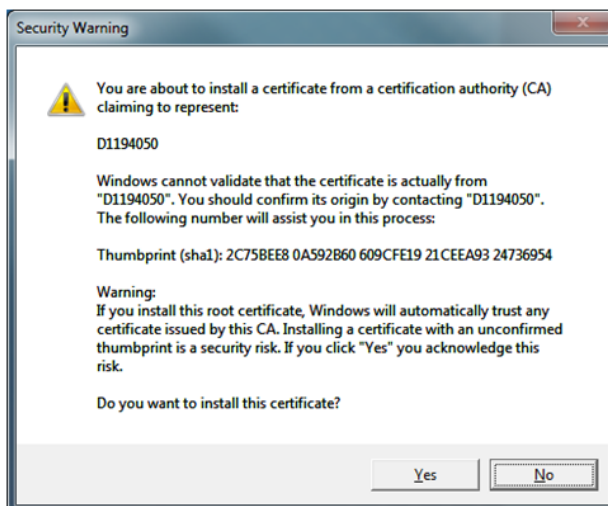 Security Warning
You are about to install a certificate from a certification authority (CA)
claiming to represent:
D1194050
Windows cannot validate that the certificate is actually from
"D1194050". You should confirm its origin by contacting "D1194050".
The following number will assist you in this process:
Thumbprint (sha1): 2C75BEE8 0A592B60 609CFE19 21CEEA93 24736954
Warning:
If you install this root certificate, Windows will automatically trust any
certificate issued by this CA. Installing a certificate with an unconfirmed
thumbprint is a security risk. If you click "Yes" you acknowledge this
risk.
Do you want to install this certificate?
Yes
No